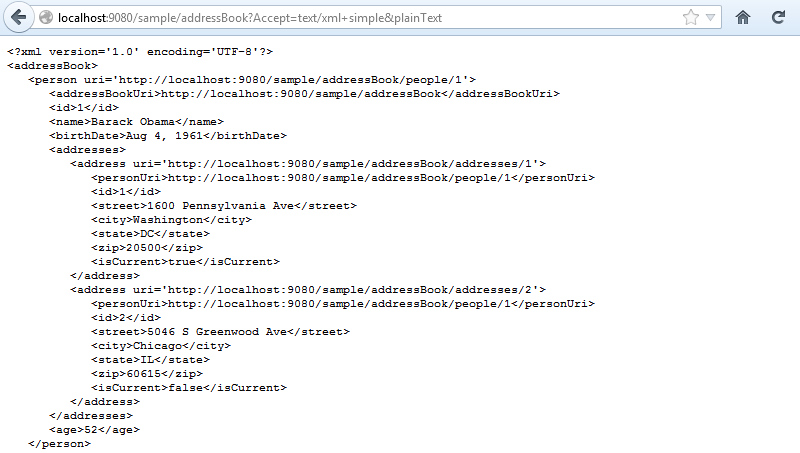 localhost:9080/sample/addressBook?Accept=text/xml+simple&plainText
<?xml version='1.0' encoding='UTF-8'?>
<addressBook>
   <person uri='http://localhost:9080/sample/addressBook/people/1'>
      <addressBookUri>http://localhost:9080/sample/addressBook</addressBookUri>
      <id>1</id>
      <name>Barack Obama</name>
      <birthDate>Aug 4, 1961</birthDate>
      <addresses>
         <address uri='http://localhost:9080/sample/addressBook/addresses/1'>
            <personUri>http://localhost:9080/sample/addressBook/people/1</personUri>
            <id>1</id>
            <street>1600 Pennsylvania Ave</street>
            <city>Washington</city>
            <state>DC</state>
            <zip>20500</zip>
            <isCurrent>true</isCurrent>
         </address>
         <address uri='http://localhost:9080/sample/addressBook/addresses/2'>
            <personUri>http://localhost:9080/sample/addressBook/people/1</personUri>
            <id>2</id>
            <street>5046 S Greenwood Ave</street>
            <city>Chicago</city>
            <state>IL</state>
            <zip>60615</zip>
            <isCurrent>false</isCurrent>
         </address>
      </addresses>
      <age>52</age>
   </person>